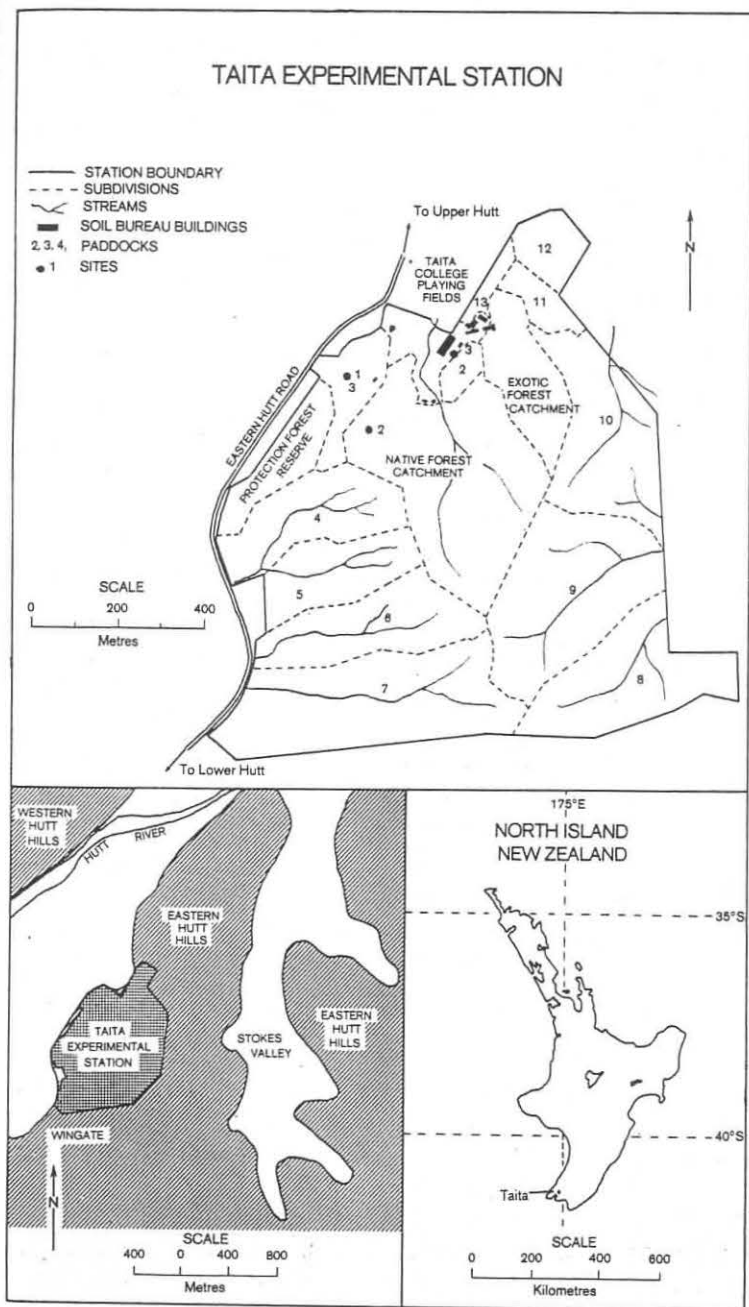 TAITA EXPERIMENTAL STATION
STATION BOUNDARY
SUBDIVISIONS
STREAMS
SOIL BUREAU BUILDINGS
2, 3, 4, PADDOCKS
1 SITES
To Upper Hutt
N
TAITA
COLLEGE
PLAYING
FIELDS
12
13
11
3
2
1
3
EXOTIC
FOREST
CATCHMENT
10
EASTERN HUTT ROAD
PROTECTION FOREST
RESERVE
2
NATIVE FOREST
CATCHMENT
4
SCALE
0 200 400
Metres
5
9
6
7
8
To Lower Hutt
WESTERN
HUTT
HILLS
HUTT RIVER
EASTERN
HUTT
HILLS
TAITA
EXPERIMENTAL
STATION
STOKES
VALLEY
EASTERN
HUTT
HILLS
WINGATE
N
SCALE
400 0 400 800
Metres
175°E
NORTH ISLAND
NEW ZEALAND
35°S
40°S
Taita
SCALE
0 200 400 600
Kilometres